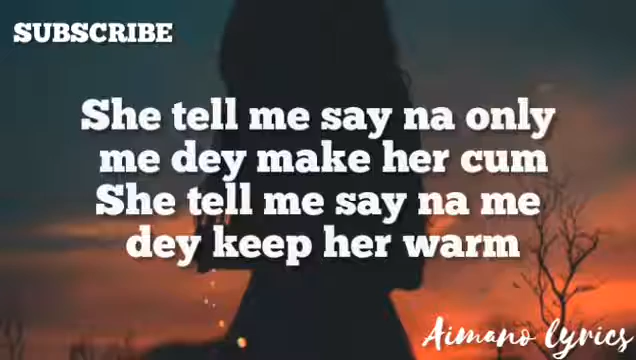 SUBSCRIBE
She tell me say na only
me dey make her cum
She tell me say na me
dey keep her warm
Aimano lyrics